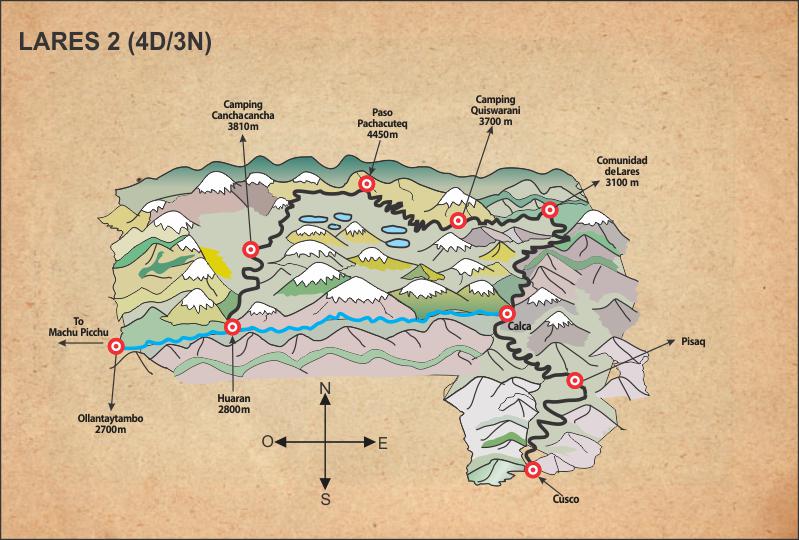 LARES 2 (4D/3N)
Camping
Canchacancha
3810m
Paso
Pachacuteq
4450m
Camping
Quiswarani
3700 m
Comunidad
deLares
3100 m
To
Machu Picchu
Calca
Pisaq
Ollantaytambo
2700m
Huaran
2800m
N
O
E
S
Cusco